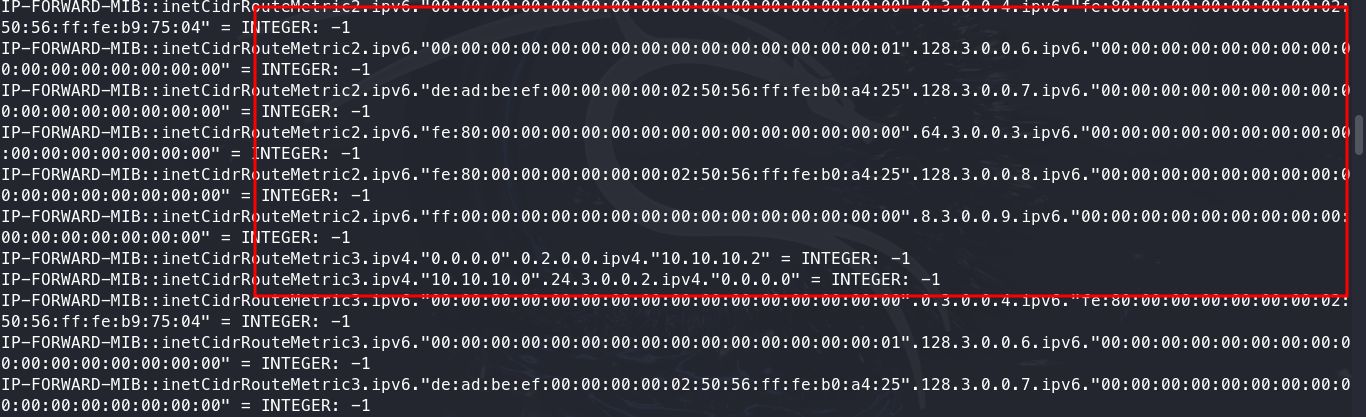 IP-FORWARD-MIB::inetCidrRouteMetric2.ipv6."00:00:00:00:00:00:00:00:00:00:00:00:00:00:00:00".0.3.0.0.4.ipv6."fe:80:00:00:00:00:00:00:02:
50:56:ff:fe:b9:75:04" = INTEGER: -1
IP-FORWARD-MIB::inetCidrRouteMetric2.ipv6."00:00:00:00:00:00:00:00:00:00:00:00:00:00:00:01".128.3.0.0.6.ipv6."00:00:00:00:00:00:00:00:0
0:00:00:00:00:00:00:00" = INTEGER: -1
IP-FORWARD-MIB::inetCidrRouteMetric2.ipv6."de:ad:be:ef:00:00:00:00:02:50:56:ff:fe:b0:a4:25".128.3.0.0.7.ipv6."00:00:00:00:00:00:00:00:0
0:00:00:00:00:00:00:00" = INTEGER: -1
IP-FORWARD-MIB::inetCidrRouteMetric2.ipv6."fe:80:00:00:00:00:00:00:00:00:00:00:00:00:00:00".64.3.0.0.3.ipv6."00:00:00:00:00:00:00:00:00
:00:00:00:00:00:00:00" = INTEGER: -1
IP-FORWARD-MIB::inetCidrRouteMetric2.ipv6."fe:80:00:00:00:00:00:00:02:50:56:ff:fe:b0:a4:25".128.3.0.0.8.ipv6."00:00:00:00:00:00:00:00:0
0:00:00:00:00:00:00:00" = INTEGER: -1
IP-FORWARD-MIB::inetCidrRouteMetric2.ipv6."ff:00:00:00:00:00:00:00:00:00:00:00:00:00:00:00".8.3.0.0.9.ipv6."00:00:00:00:00:00:00:00:00:
00:00:00:00:00:00:00" = INTEGER: -1
IP-FORWARD-MIB::inetCidrRouteMetric3.ipv4."0.0.0.0".0.2.0.0.ipv4."10.10.10.2" = INTEGER: -1
IP-FORWARD-MIB::inetCidrRouteMetric3.ipv4."10.10.10.0".24.3.0.0.2.ipv4."0.0.0.0" = INTEGER: -1
IP-FORWARD-MIB::inetCidrRouteMetric3.ipv6."00:00:00:00:00:00:00:00:00:00:00:00:00:00:00:00".0.3.0.0.4.ipv6."fe:80:00:00:00:00:00:00:02:
50:56:ff:fe:b9:75:04" = INTEGER: -1
IP-FORWARD-MIB::inetCidrRouteMetric3.ipv6."00:00:00:00:00:00:00:00:00:00:00:00:00:00:00:01".128.3.0.0.6.ipv6."00:00:00:00:00:00:00:00:0
0:00:00:00:00:00:00:00" = INTEGER: -1
IP-FORWARD-MIB::inetCidrRouteMetric3.ipv6."de:ad:be:ef:00:00:00:00:02:50:56:ff:fe:b0:a4:25".128.3.0.0.7.ipv6."00:00:00:00:00:00:00:00:0
0:00:00:00:00:00:00:00" = INTEGER: -1